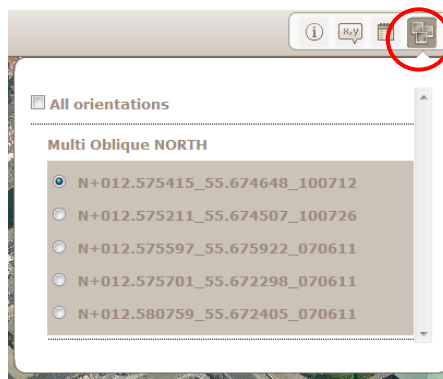 i x,y
All orientations
Multi Oblique NORTH
N+012.575415_55.674648_100712
N+012.575211_55.674507_100726
N+012.575597_55.675922_070611
N+012.575701_55.672298_070611
N+012.580759_55.672405_070611